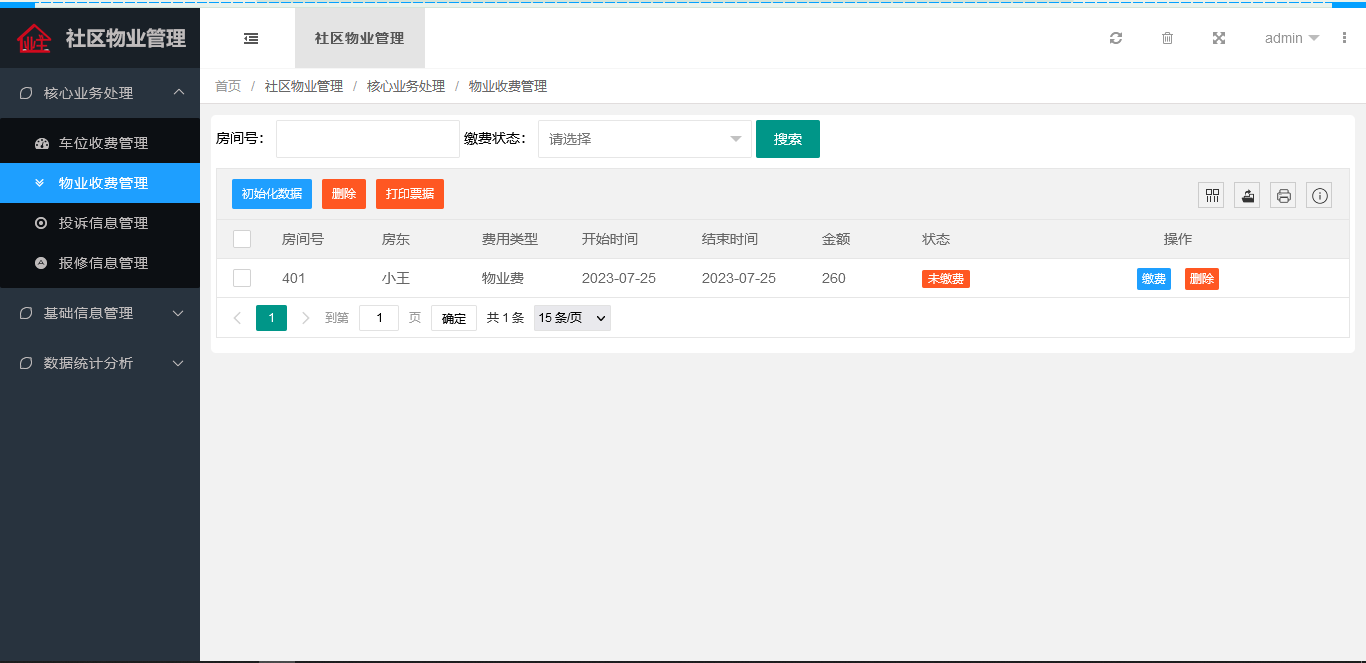 社区物业管理
社区物业管理
admin
核心业务处理
车位收费管理
物业收费管理
投诉信息管理
报修信息管理
基础信息管理
数据统计分析
首页 / 社区物业管理 / 核心业务处理 / 物业收费管理
房间号： 缴费状态： 请选择 搜索
初始化数据 删除 打印票据
房间号 房东 费用类型 开始时间 结束时间 金额 状态 操作
401 小王 物业费 2023-07-25 2023-07-25 260 未缴费 缴费 删除
1 到第 1 页 确定 共 1 条 15 条/页